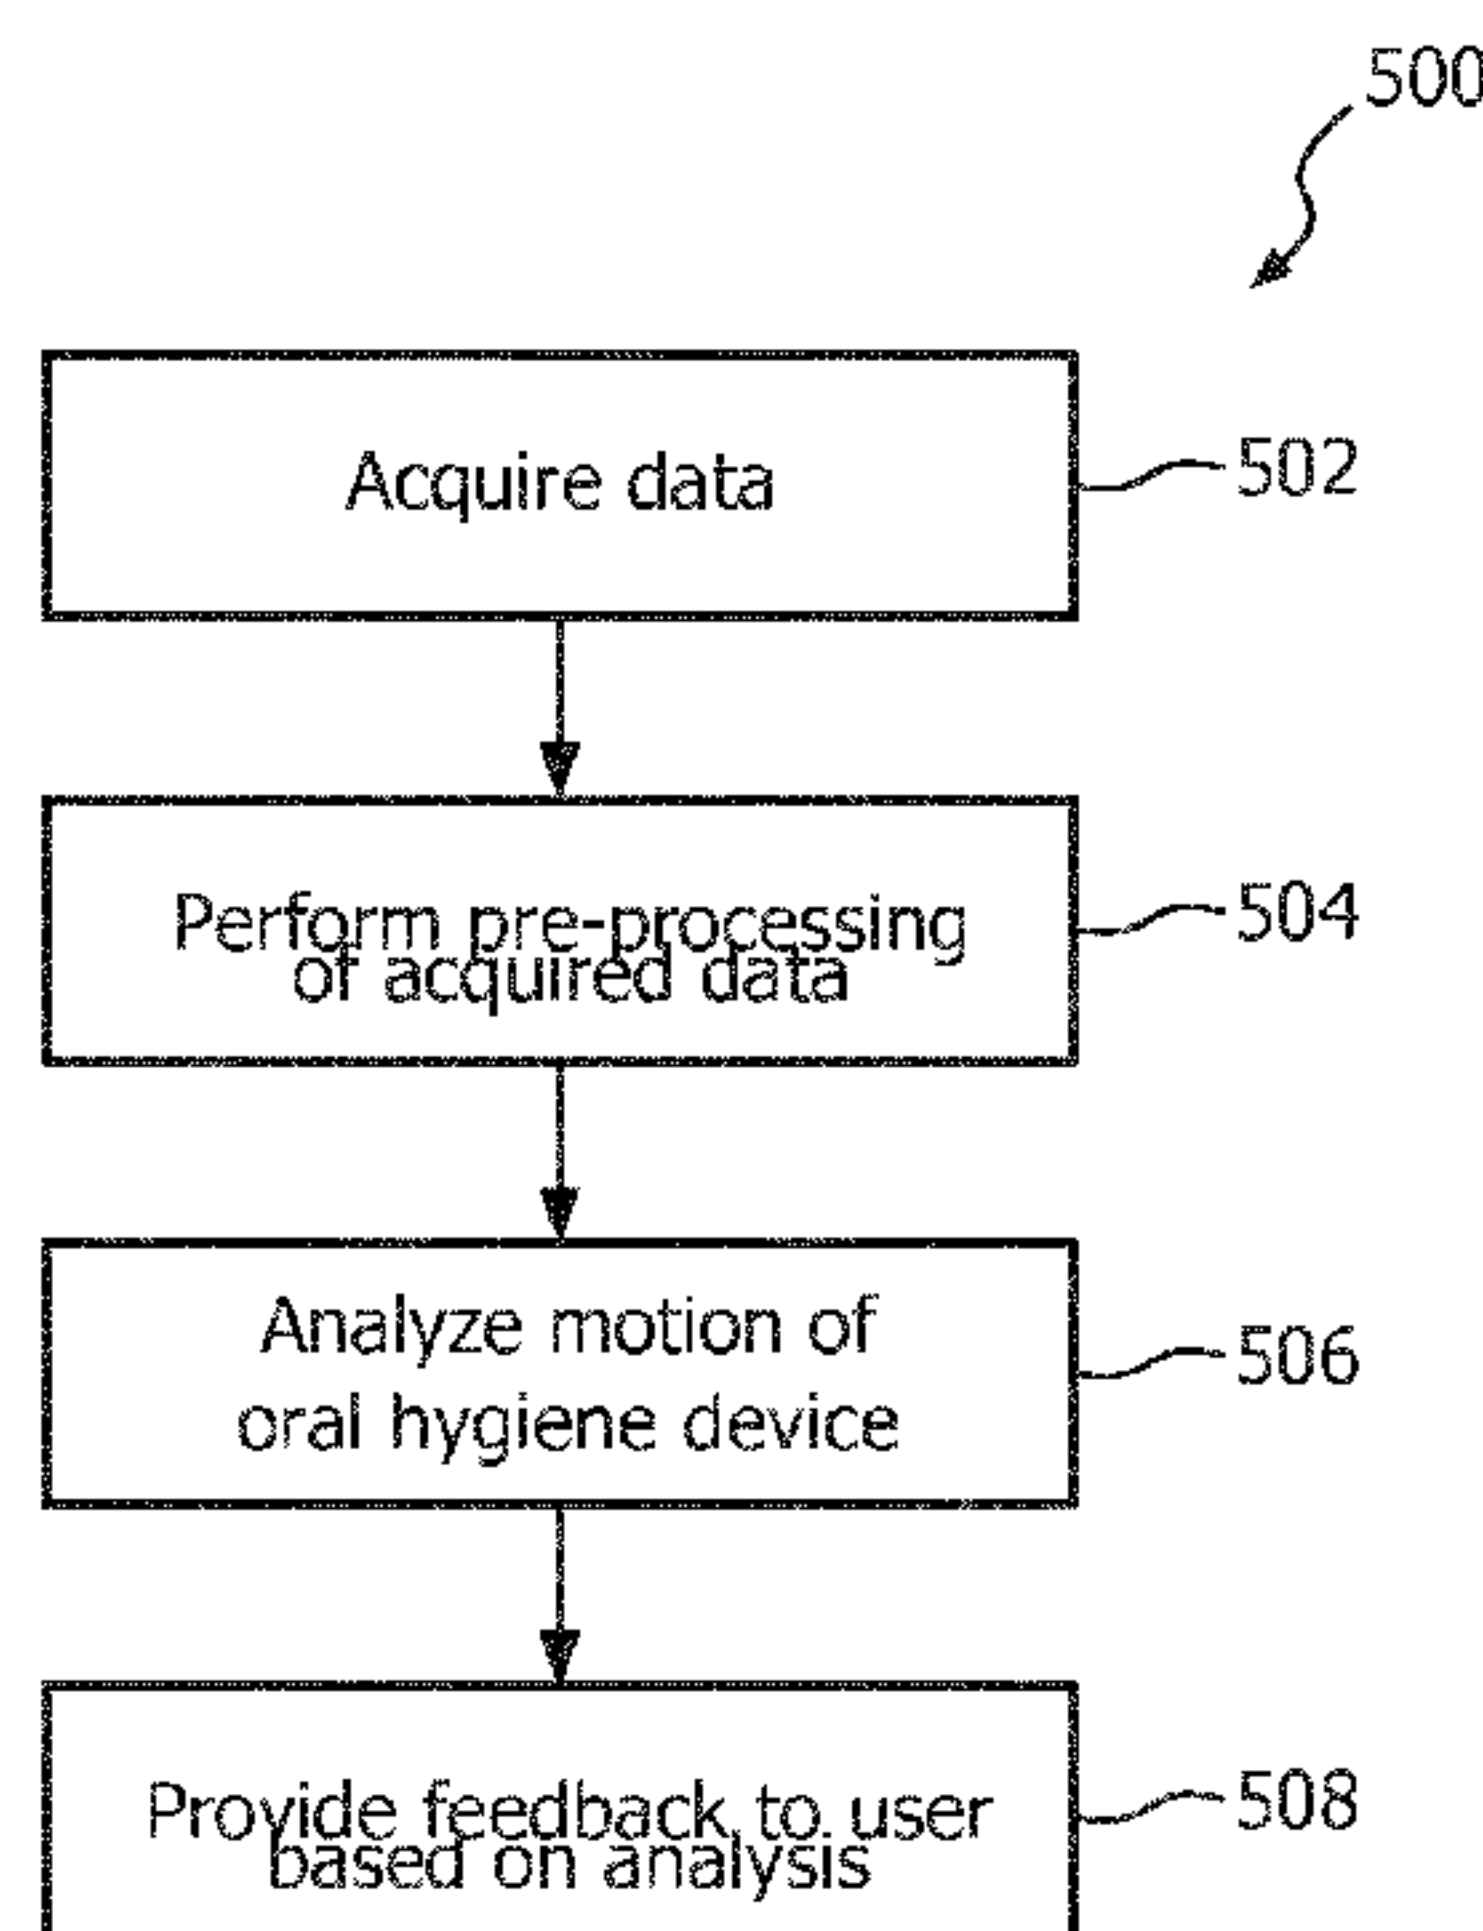 500
Acquire data
502
Perform pre-processing
of acquired data
504
Analyze motion of
oral hygiene device
506
Provide feedback to user
based on analysis
508